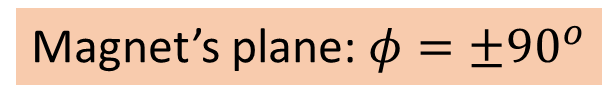 Magnet’s plane: ϕ = ±90°